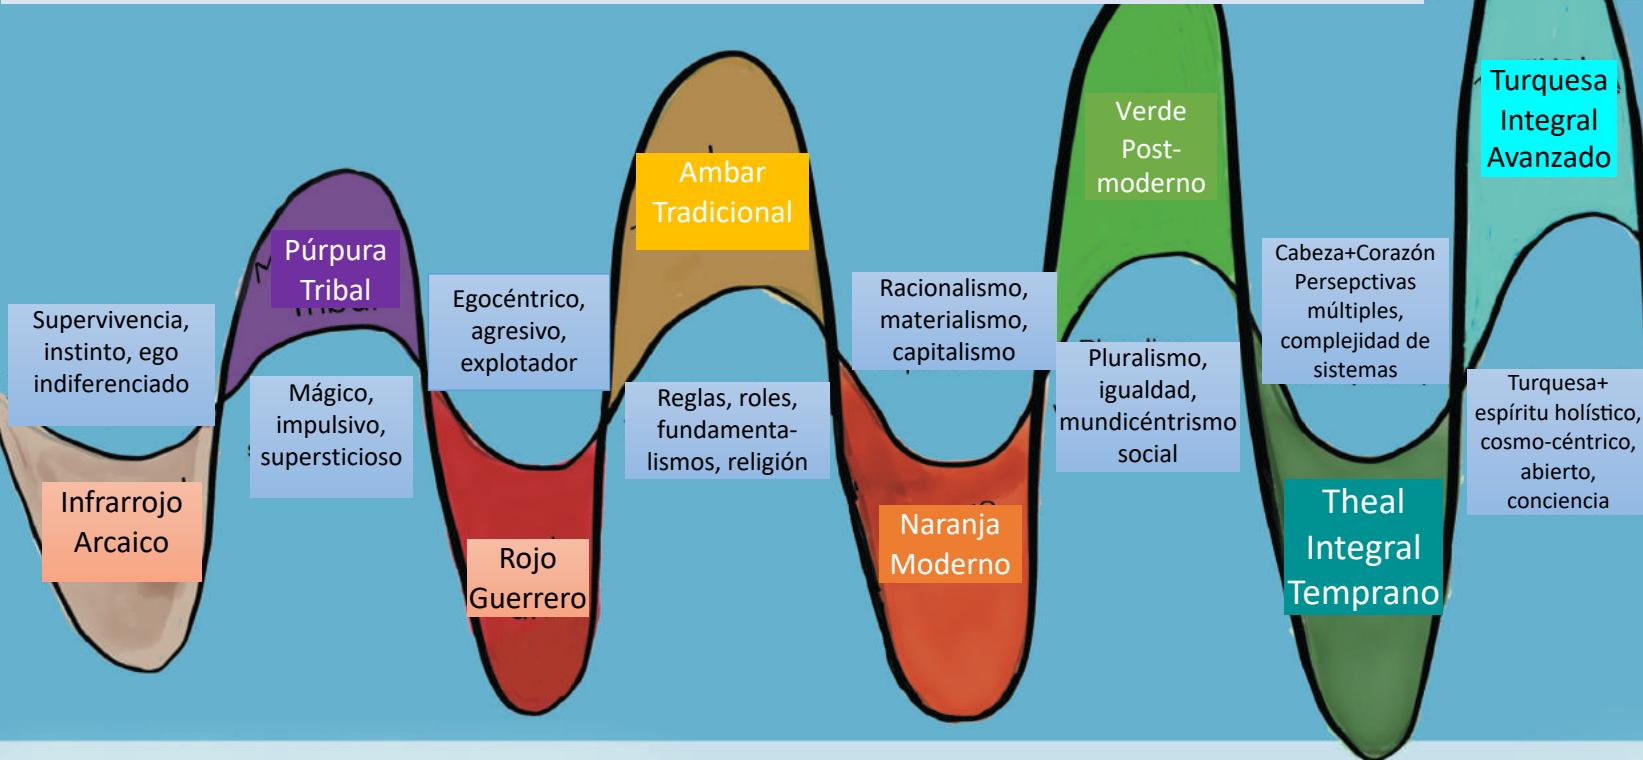 Supervivencia,
instinto, ego
indiferenciado
Infrarrojo
Arcaico
Púrpura
Tribal
Mágico,
impulsivo,
supersticioso
Egocéntrico,
agresivo,
explotador
Rojo
Guerrero
Ambar
Tradicional
Reglas, roles,
fundamenta-
lismos, religión
Racionalismo,
materialismo,
capitalismo
Naranja
Moderno
Verde
Post-
moderno
Pluralismo,
igualdad,
mundicéntrismo
social
Cabeza+Corazón
Persepctivas
múltiples,
complejidad de
sistemas
Theal
Integral
Temprano
Turquesa
Integral
Avanzado
Turquesa+
espíritu holístico,
cosmo-céntrico,
abierto,
conciencia